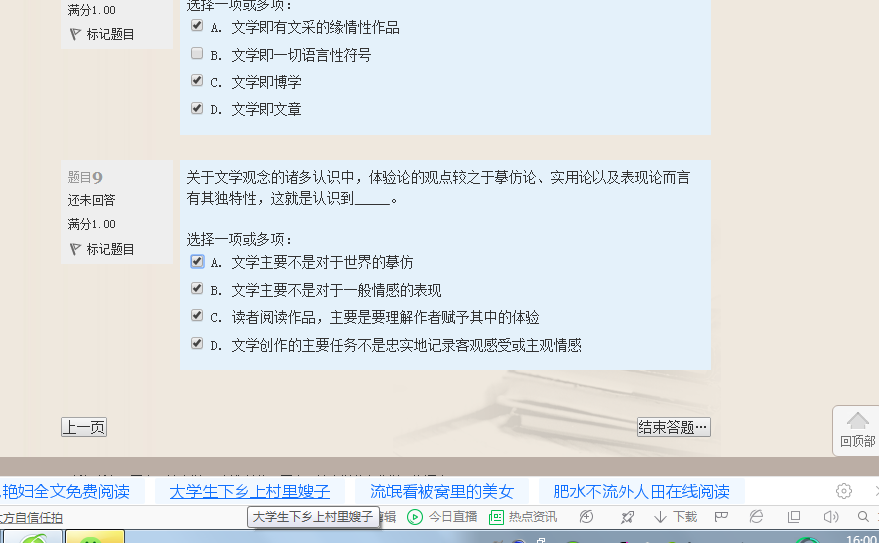 选择一项或多项:
满分1.00
标记题目
A. 文学即有文采的缘情性作品
B. 文学即一切语言性符号
C. 文学即博学
D. 文学即文章
题目9
还未回答
满分1.00
标记题目
关于文学观念的诸多认识中，体验论的观点较之于摹仿论、实用论以及表现论而言
有其独特性，这就是认识到_____。
选择一项或多项:
A. 文学主要不是对于世界的摹仿
B. 文学主要不是对于一般情感的表现
C. 读者阅读作品，主要是要理解作者赋予其中的体验
D. 文学创作的主要任务不是忠实地记录客观感受或主观情感
上一页
结束答题…
回顶部
艳妇全文免费阅读
大学生下乡上村里嫂子
流氓看被窝里的美女
肥水不流外人田在线阅读
方自信任拍
大学生下乡上村里嫂子
辑
今日直播
热点资讯
下载
16:00